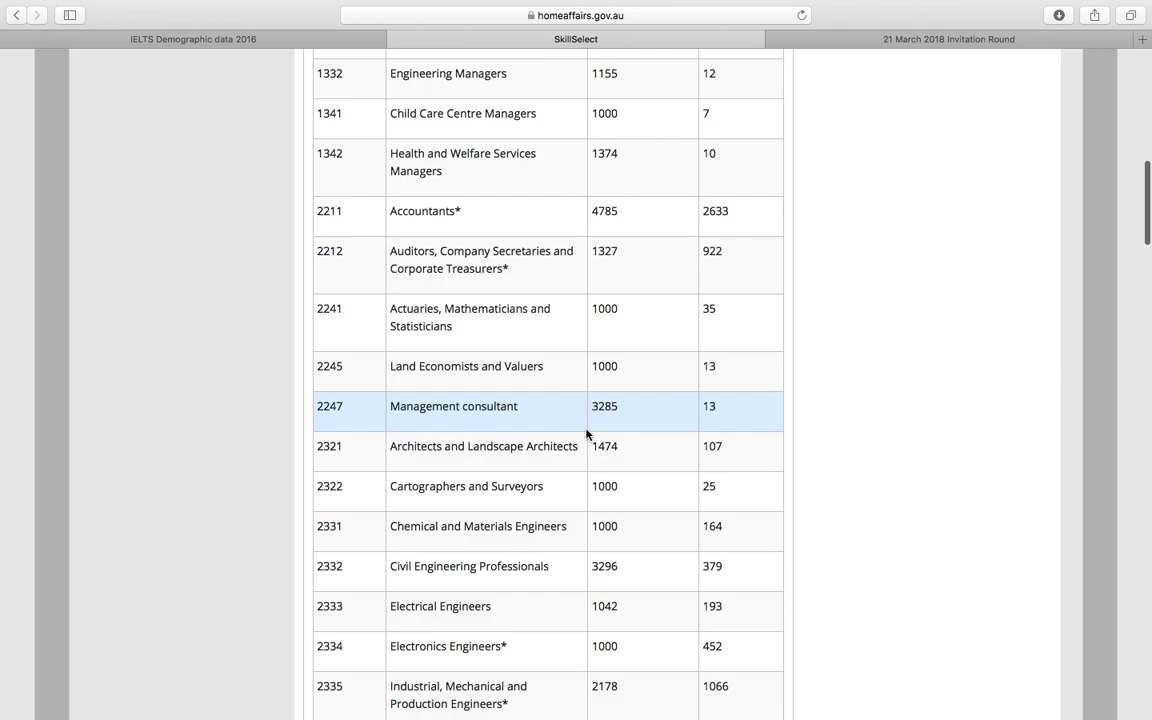 homeaffairs.gov.au
IELTS Demographic data 2016
SkillSelect
21 March 2018 Invitation Round
1332 Engineering Managers 1155 12
1341 Child Care Centre Managers 1000 7
1342 Health and Welfare Services 1374 10
Managers
2211 Accountants* 4785 2633
2212 Auditors, Company Secretaries and 1327 922
Corporate Treasurers*
2241 Actuaries, Mathematicians and 1000 35
Statisticians
2245 Land Economists and Valuers 1000 13
2247 Management consultant 3285 13
2321 Architects and Landscape Architects 1474 107
2322 Cartographers and Surveyors 1000 25
2331 Chemical and Materials Engineers 1000 164
2332 Civil Engineering Professionals 3296 379
2333 Electrical Engineers 1042 193
2334 Electronics Engineers* 1000 452
2335 Industrial, Mechanical and 2178 1066
Production Engineers*